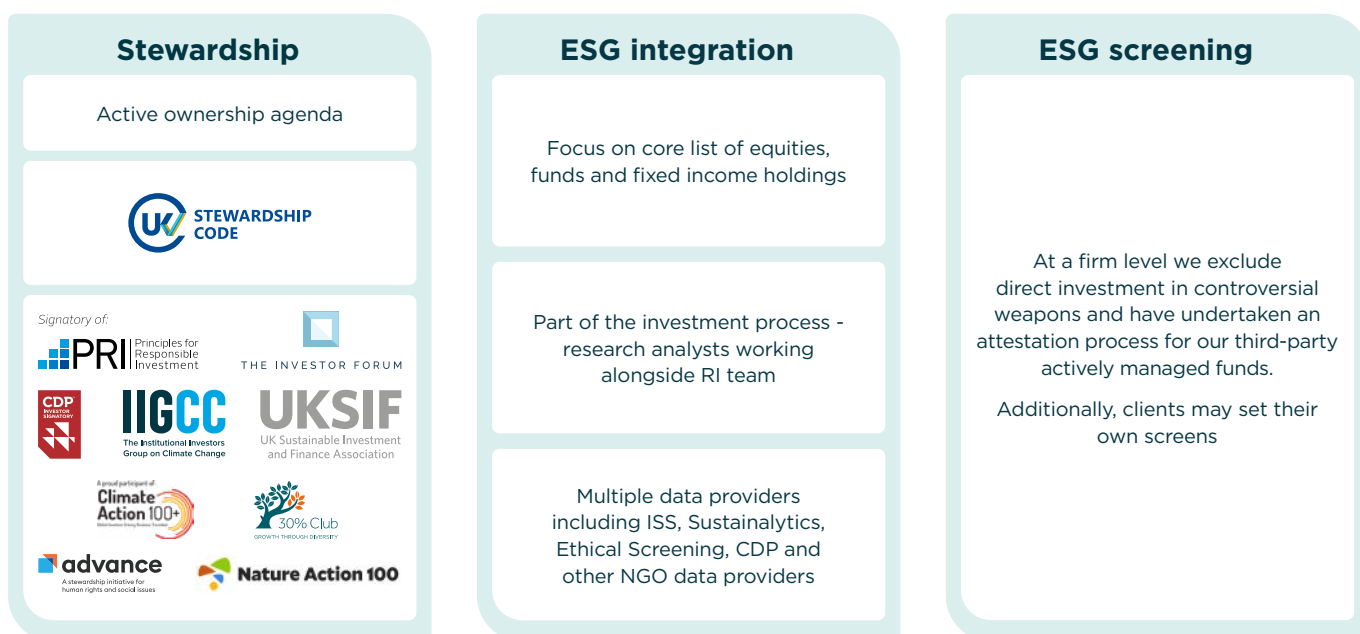 Stewardship
Active ownership agenda
UK STEWARDSHIP
CODE
Signatory of:
PRI Principles for
Responsible
Investment
THE INVESTOR FORUM
CDP
INVESTOR
SIGNATORY
IIGCC
The Institutional Investors
Group on Climate Change
UKSIF
UK Sustainable Investment
and Finance Association
A proud participant of:
Climate
Action 100+
Global Investors Driving Business Transition
30% Club
GROWTH THROUGH DIVERSITY
advance
A stewardship initiative for
human rights and social issues
Nature Action 100
ESG integration
Focus on core list of equities,
funds and fixed income holdings
Part of the investment process -
research analysts working
alongside RI team
Multiple data providers
including ISS, Sustainalytics,
Ethical Screening, CDP and
other NGO data providers
ESG screening
At a firm level we exclude
direct investment in controversial
weapons and have undertaken an
attestation process for our third-party
actively managed funds.
Additionally, clients may set their
own screens